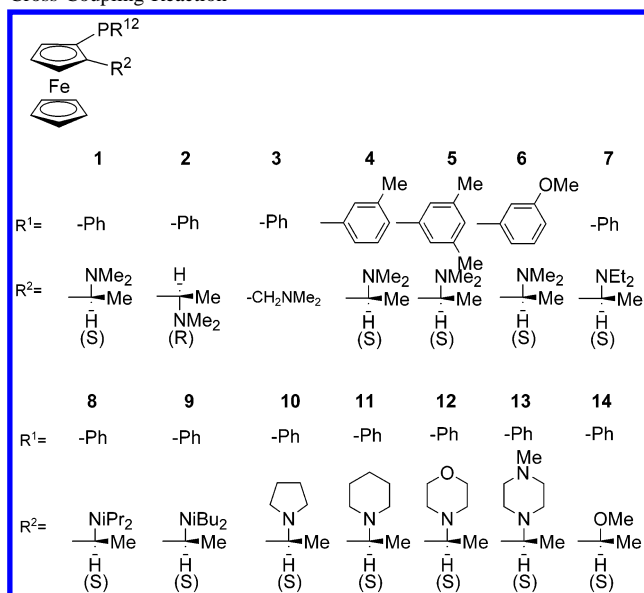 Cross-Coupling Reaction
PR12
R2
Fe
1 2 3 4 5 6 7
Me Me OMe
R1= -Ph -Ph -Ph -Ph
Me
R2= NMe2 H NMe2 NMe2 NMe2 NEt2
Me Me -CH2NMe2 Me Me Me Me
H NMe2 H H H H
(S) (R) (S) (S) (S) (S)
8 9 10 11 12 13 14
R1= -Ph -Ph -Ph -Ph -Ph -Ph -Ph
Me
O N
R2= NiPr2 NiBu2 N N N N OMe
Me Me Me Me Me Me Me
H H H H H H H
(S) (S) (S) (S) (S) (S) (S)